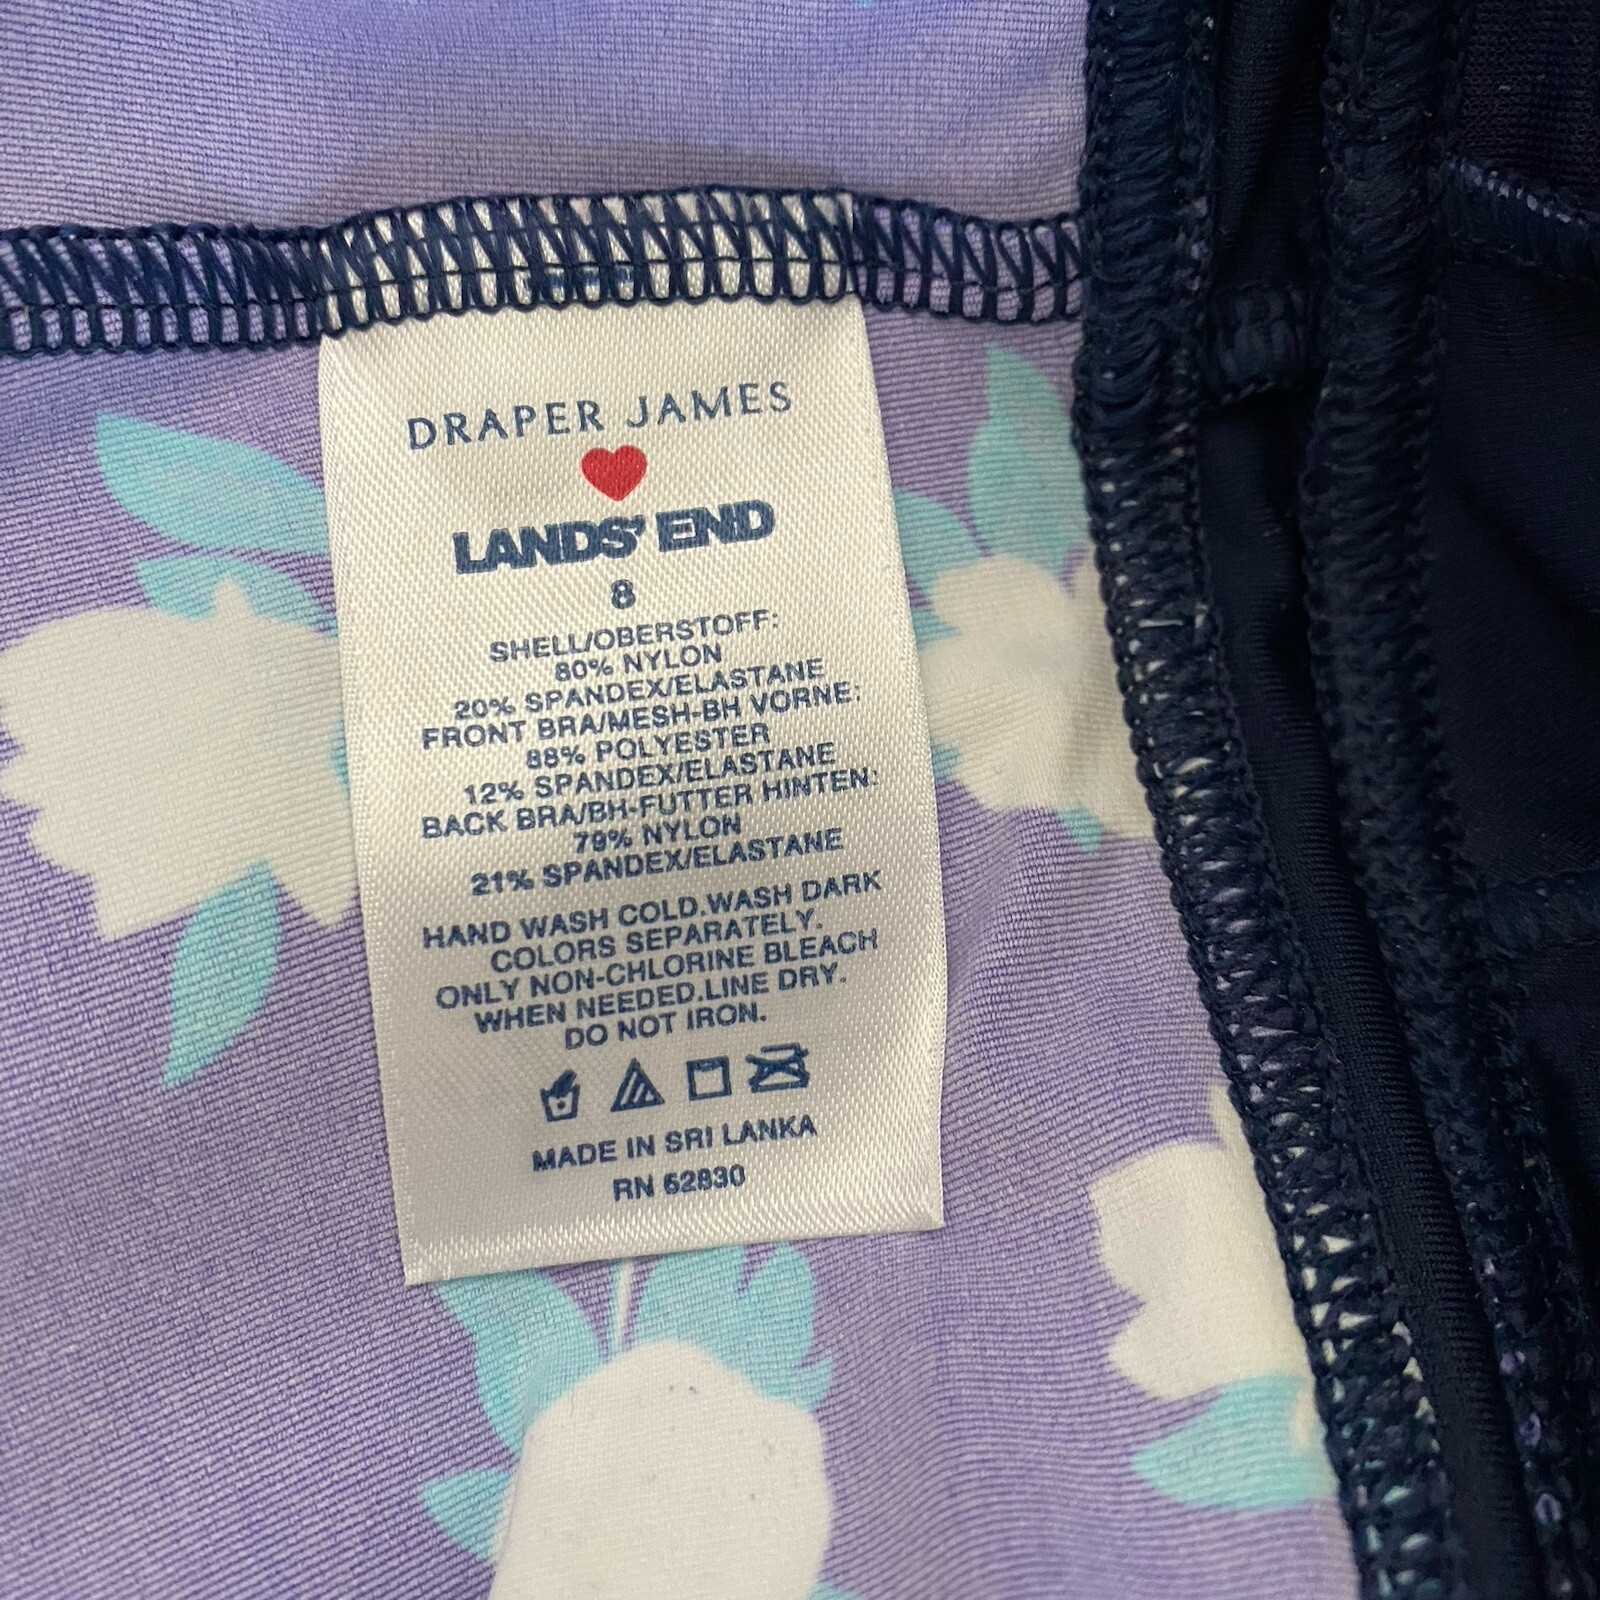 DRAPER JAMES
LANDS' END
8
SHELL/OBERSTOFF:
80% NYLON
20% SPANDEX/ELASTANE
FRONT BRA/MESH-BH VORNE:
88% POLYESTER
12% SPANDEX/ELASTANE
BACK BRA/BH-FUTTER HINTEN:
79% NYLON
21% SPANDEX/ELASTANE
HAND WASH COLD.WASH DARK
COLORS SEPARATELY.
ONLY NON-CHLORINE BLEACH
WHEN NEEDED.LINE DRY.
DO NOT IRON.
MADE IN SRI LANKA
RN 62830